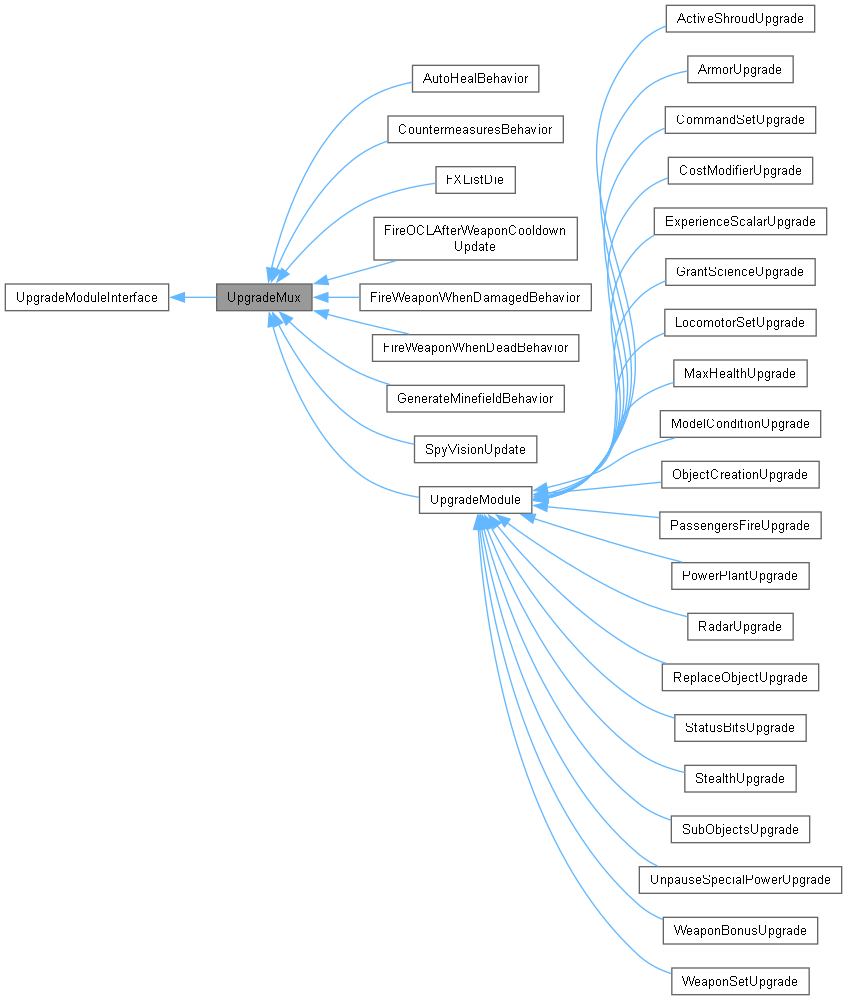 UpgradeModuleInterface
UpgradeMux
AutoHealBehavior
CountermeasuresBehavior
FXListDie
FireOCLAfterWeaponCooldown
Update
FireWeaponWhenDamagedBehavior
FireWeaponWhenDeadBehavior
GenerateMinefieldBehavior
SpyVisionUpdate
UpgradeModule
ActiveShroudUpgrade
ArmorUpgrade
CommandSetUpgrade
CostModifierUpgrade
ExperienceScalarUpgrade
GrantScienceUpgrade
LocomotorSetUpgrade
MaxHealthUpgrade
ModelConditionUpgrade
ObjectCreationUpgrade
PassengersFireUpgrade
PowerPlantUpgrade
RadarUpgrade
ReplaceObjectUpgrade
StatusBitsUpgrade
StealthUpgrade
SubObjectsUpgrade
UnpauseSpecialPowerUpgrade
WeaponBonusUpgrade
WeaponSetUpgrade